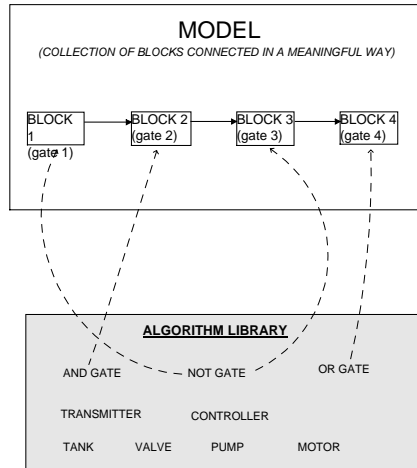 MODEL
(COLLECTION OF BLOCKS CONNECTED IN A MEANINGFUL WAY)
BLOCK
1
(gate 1)
BLOCK 2
(gate 2)
BLOCK 3
(gate 3)
BLOCK 4
(gate 4)
ALGORITHM LIBRARY
AND GATE NOT GATE OR GATE
TRANSMITTER CONTROLLER
TANK VALVE PUMP MOTOR